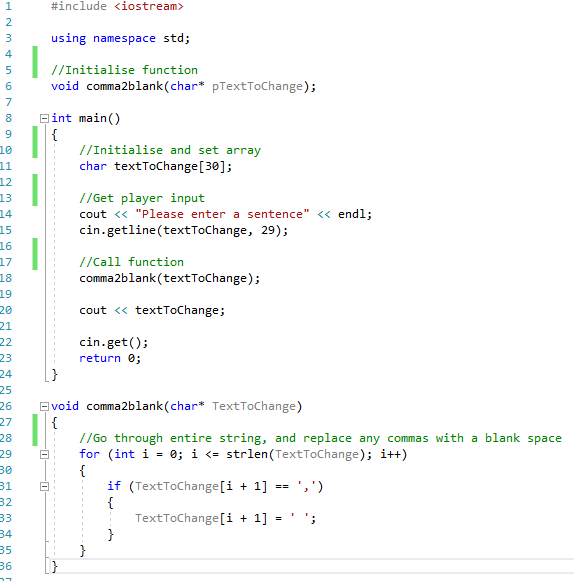 1 #include <iostream>
2
3 using namespace std;
4
5 //Initialise function
6 void comma2blank(char* pTextToChange);
7
8 int main()
9 {
10 //Initialise and set array
11 char textToChange[30];
12
13 //Get player input
14 cout << "Please enter a sentence" << endl;
15 cin.getline(textToChange, 29);
16
17 //Call function
18 comma2blank(textToChange);
19
20 cout << textToChange;
21
22 cin.get();
23 return 0;
24 }
25
26 void comma2blank(char* TextToChange)
27 {
28 //Go through entire string, and replace any commas with a blank space
29 for (int i = 0; i <= strlen(TextToChange); i++)
30 {
31 if (TextToChange[i + 1] == ',')
32 {
33 TextToChange[i + 1] = ' ';
34 }
35 }
36 }